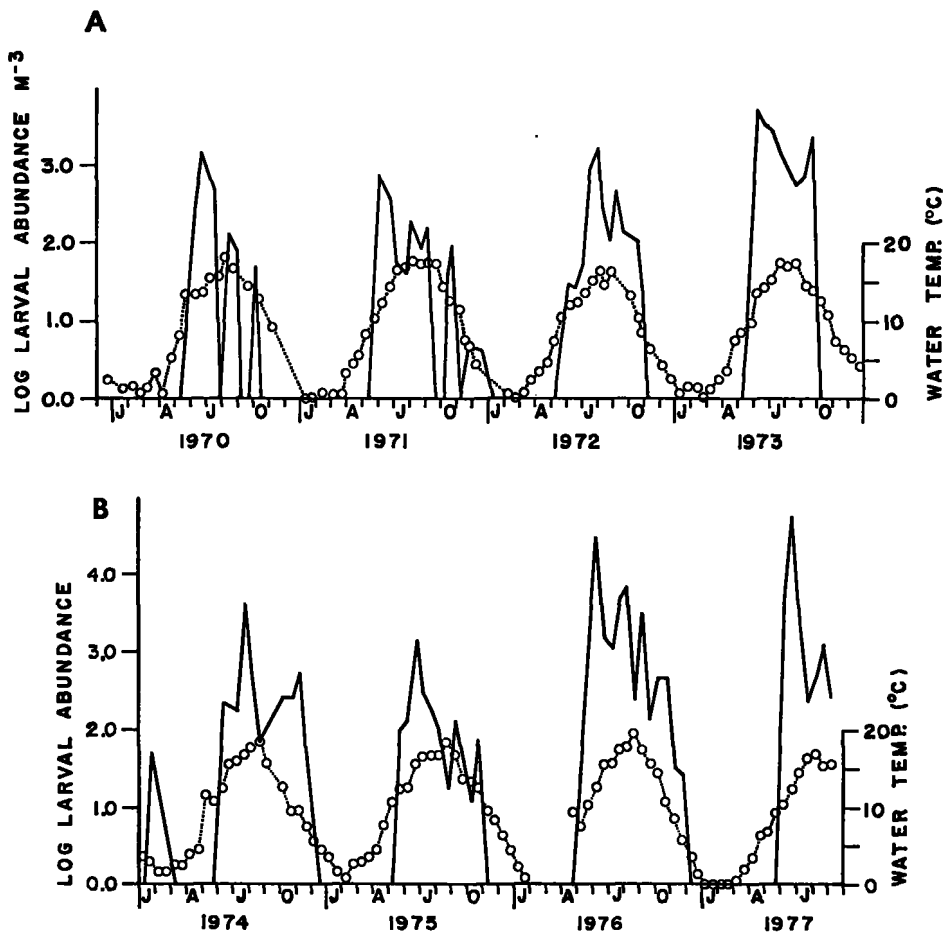 A
LOG LARVAL ABUNDANCE M-3
3.0
2.0
1.0
0.0
20
10
0
WATER TEMP. (°C)
J A J O J A J O J A J O J A J O
1970 1971 1972 1973
B
LOG LARVAL ABUNDANCE
4.0
3.0
2.0
1.0
0.0
20
10
0
WATER TEMP. (°C)
J A J O J A J O J A J O J A J
1974 1975 1976 1977